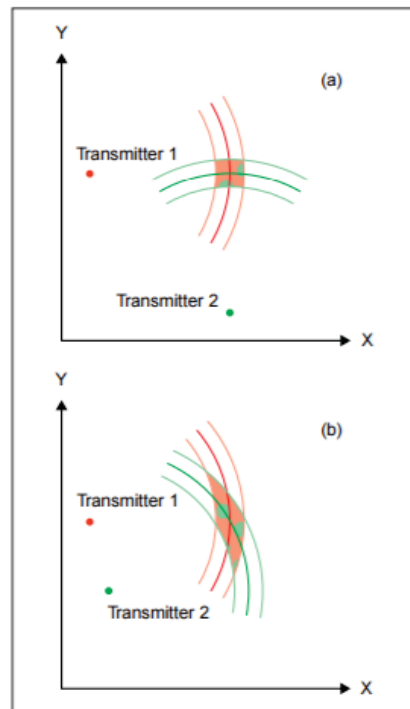 Y
(a)
Transmitter 1
Transmitter 2
X
Y
(b)
Transmitter 1
Transmitter 2
X